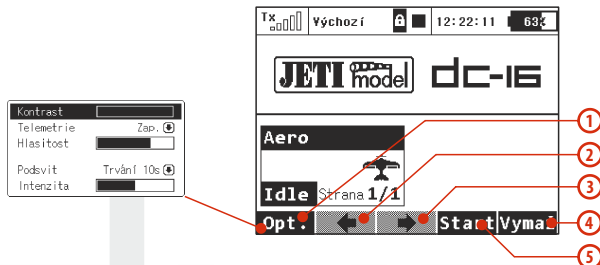 Tx Výchozí 12:22:11 63%
JETI model dc-16
Kontrast
Telemetrie Zap.
Hlasitost
Podsvit Trvání 10s
Intenzita
Aero
Idle Strana 1/1
Opt. Start Vymaž
1
2
3
4
5